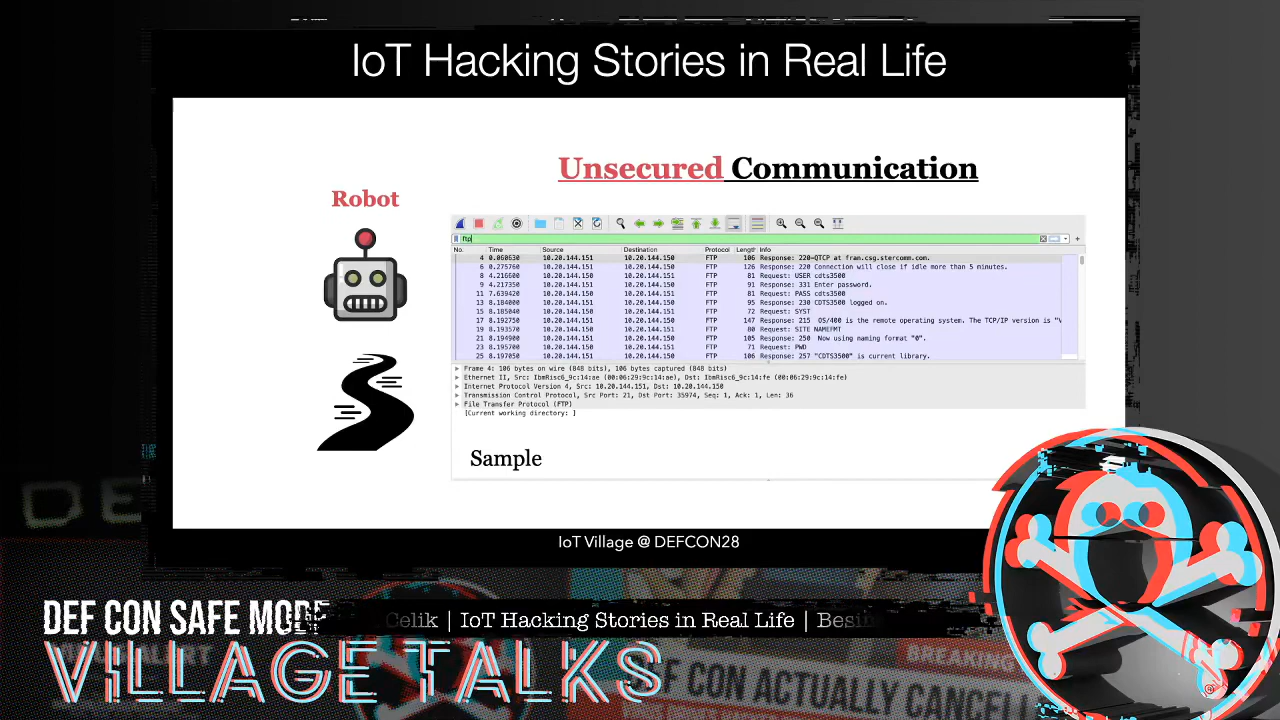 IoT Hacking Stories in Real Life
Unsecured Communication
Robot
ftp
No. Time Source Destination Protocol Length Info
4 0.060630 10.20.144.151 10.20.144.150 FTP 106 Response: 220-QTCP at fran.csg.stercomm.com
6 0.275760 10.20.144.151 10.20.144.150 FTP 126 Response: 220 Connection will close if idle more than 5 minutes.
8 4.216600 10.20.144.150 10.20.144.151 FTP 81 Request: USER cdts3500
9 4.217350 10.20.144.151 10.20.144.150 FTP 91 Response: 331 Enter password.
11 7.639420 10.20.144.150 10.20.144.151 FTP 81 Request: PASS cdts3500
13 8.184000 10.20.144.151 10.20.144.150 FTP 95 Response: 230 CDTS3500 logged on.
15 8.185040 10.20.144.150 10.20.144.151 FTP 72 Request: SYST
17 8.192750 10.20.144.151 10.20.144.150 FTP 147 Response: 215 OS/400 is the remote operating system. The TCP/IP version is "V
19 8.193570 10.20.144.150 10.20.144.151 FTP 80 Request: SITE NAMEFMT
21 8.194900 10.20.144.151 10.20.144.150 FTP 105 Response: 250 Now using naming format "0".
23 8.195700 10.20.144.150 10.20.144.151 FTP 71 Request: PWD
25 8.197050 10.20.144.151 10.20.144.150 FTP 106 Response: 257 "CDTS3500" is current library.
Frame 4: 106 bytes on wire (848 bits), 106 bytes captured (848 bits)
Ethernet II, Src: IbmRisc6_9c:14:ae (00:06:29:9c:14:ae), Dst: IbmRisc6_9c:14:fe (00:06:29:9c:14:fe)
Internet Protocol Version 4, Src: 10.20.144.151, Dst: 10.20.144.150
Transmission Control Protocol, Src Port: 21, Dst Port: 35974, Seq: 1, Ack: 1, Len: 36
File Transfer Protocol (FTP)
[Current working directory: ]
Sample
IoT Village @ DEFCON28
DEF CON SAFE MODE
Celik | IoT Hacking Stories in Real Life | Besi
VILLAGE TALKS
BREAKING
DEF CON ACTUALLY CANCELL